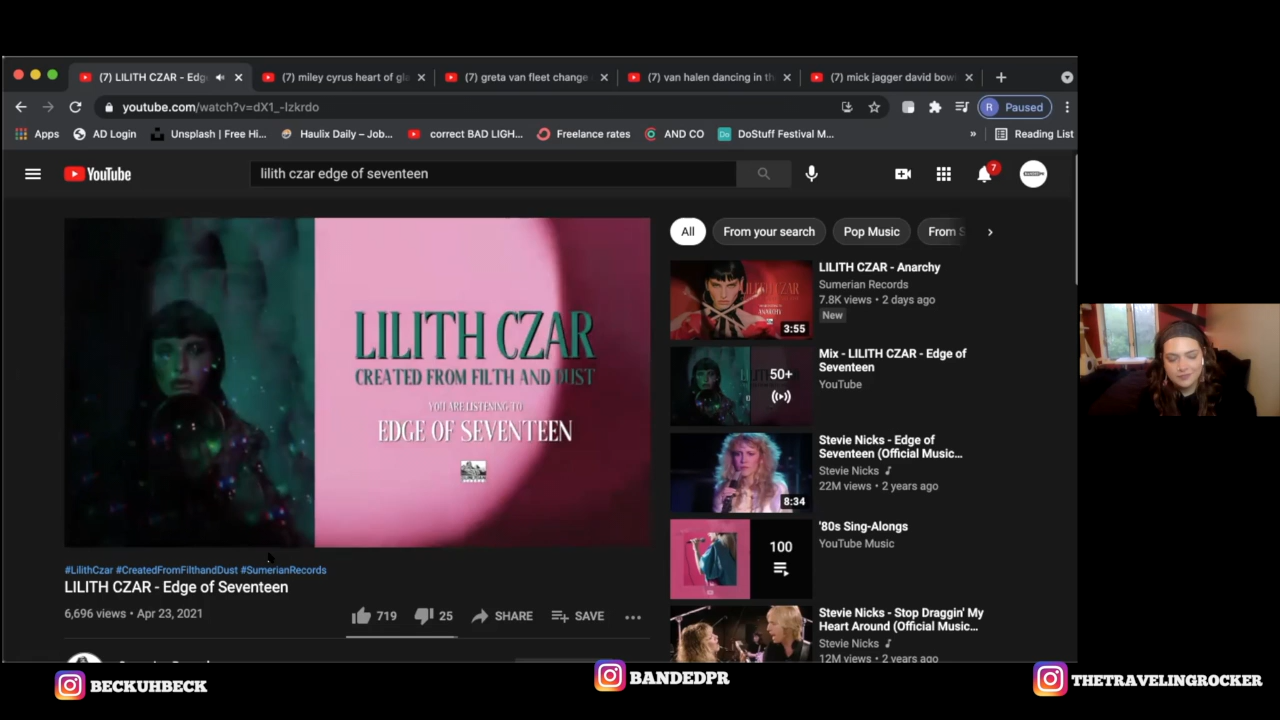 (7) LILITH CZAR - Edg
(7) miley cyrus heart of gla
(7) greta van fleet change
(7) van halen dancing in th
(7) mick jagger david bowi
youtube.com/watch?v=dX1_-lzkrdo
R Paused
Apps
AD Login
Unsplash | Free Hi...
Haulix Daily – Job...
correct BAD LIGH...
Freelance rates
AND CO
Do DoStuff Festival M...
»
Reading List
YouTube
lilith czar edge of seventeen
7
All
From your search
Pop Music
From S
LILITH CZAR
CREATED FROM FILTH AND DUST
YOU ARE LISTENING TO
EDGE OF SEVENTEEN
#LilithCzar #CreatedFromFilthandDust #SumerianRecords
LILITH CZAR - Edge of Seventeen
6,696 views • Apr 23, 2021
719
25
SHARE
SAVE
3:55
LILITH CZAR - Anarchy
Sumerian Records
7.8K views • 2 days ago
New
50+
Mix - LILITH CZAR - Edge of
Seventeen
YouTube
8:34
Stevie Nicks - Edge of
Seventeen (Official Music...
Stevie Nicks
22M views • 2 years ago
100
'80s Sing-Alongs
YouTube Music
Stevie Nicks - Stop Draggin' My
Heart Around (Official Music...
Stevie Nicks
12M views • 2 years ago
BECKUHBECK
BANDEDPR
THETRAVELINGROCKER